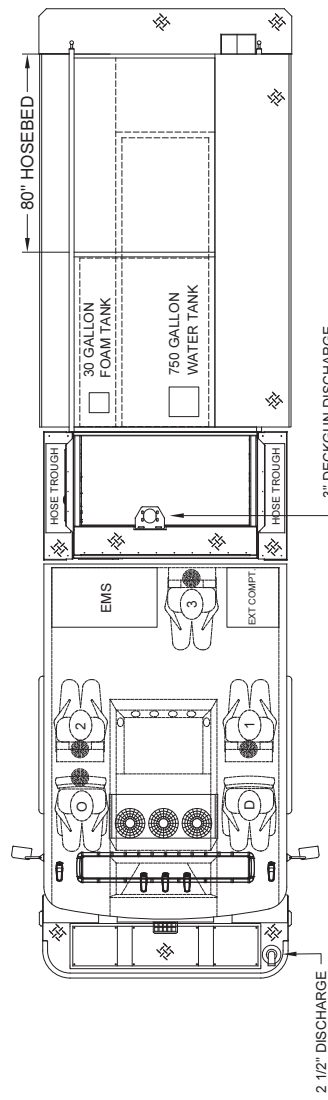 80" HOSEBED
30 GALLON
FOAM TANK
750 GALLON
WATER TANK
HOSE TROUGH
HOSE TROUGH
3" DECKGUN DISCHARGE
EMS
3
EXT COMPT.
2
1
O
D
2 1/2" DISCHARGE